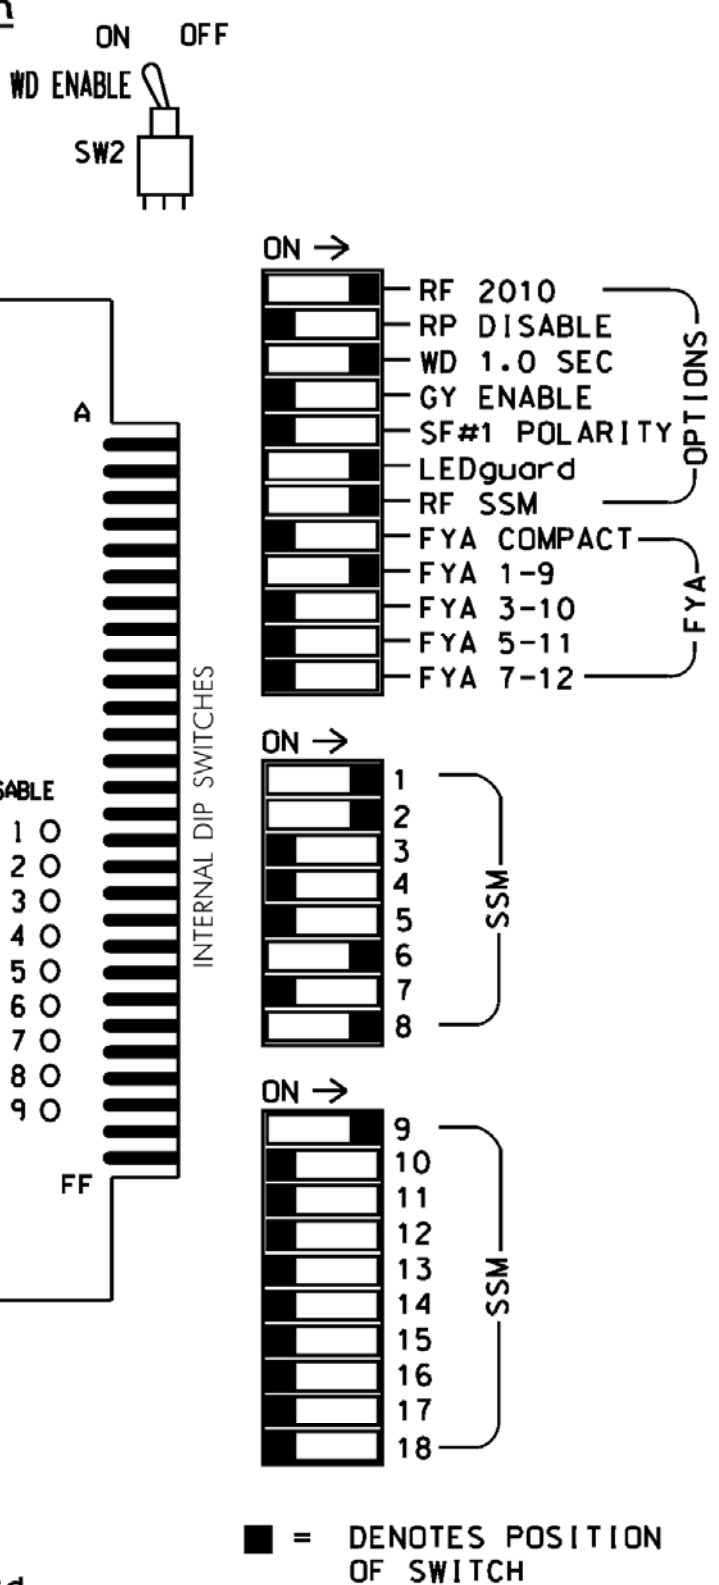 ON OFF
WD ENABLE
SW2
ON →
RF 2010
RP DISABLE
WD 1.0 SEC
GY ENABLE
SF#1 POLARITY
LEDguard
RF SSM
OPTIONS
FYA COMPACT
FYA 1-9
FYA 3-10
FYA 5-11
FYA 7-12
FYA
A
FF
INTERNAL DIP SWITCHES
SABLE
1
2
3
4
5
6
7
8
9
ON →
1
2
3
4
5
6
7
8
SSM
ON →
9
10
11
12
13
14
15
16
17
18
SSM
= DENOTES POSITION
OF SWITCH